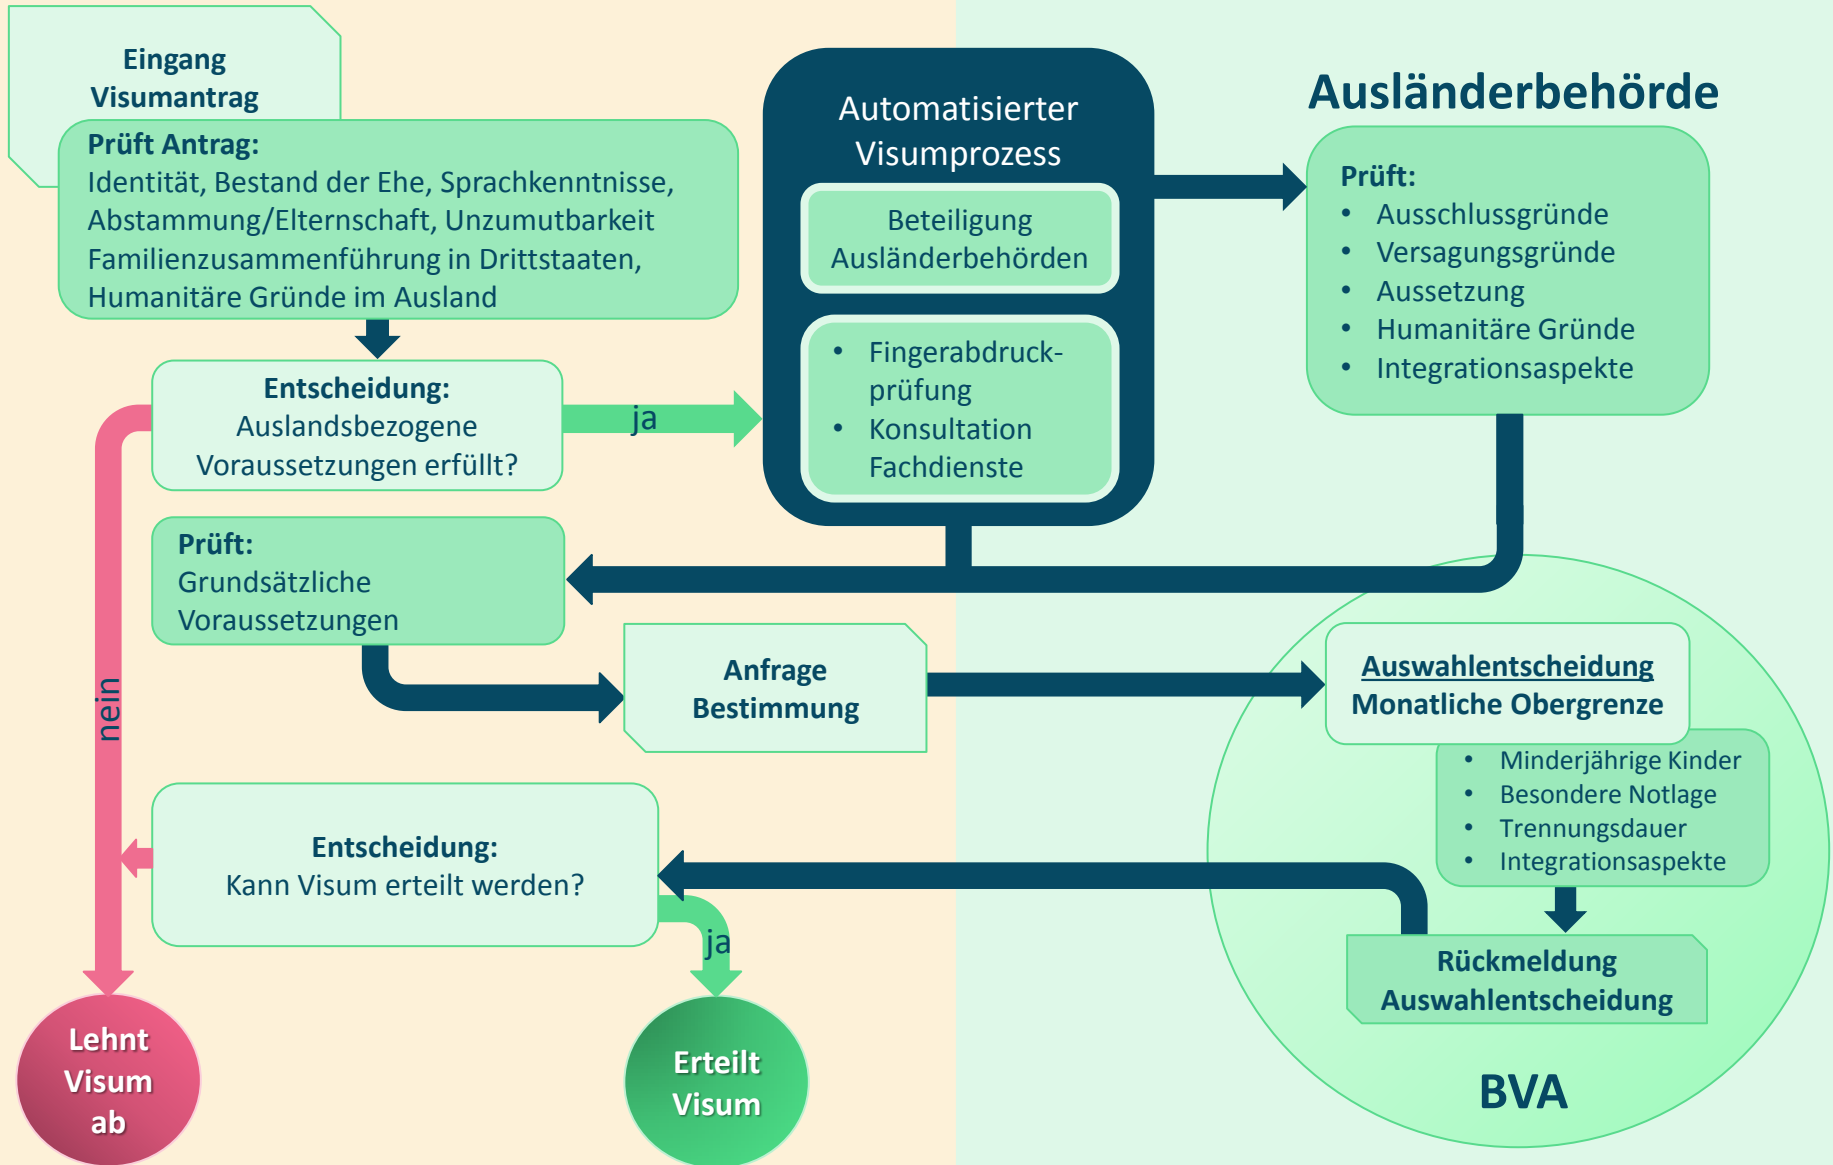 Eingang
Visumantrag
Prüft Antrag:
Identität, Bestand der Ehe, Sprachkenntnisse,
Abstammung/Elternschaft, Unzumutbarkeit
Familienzusammenführung in Drittstaaten,
Humanitäre Gründe im Ausland
Entscheidung:
Auslandsbezogene
Voraussetzungen erfüllt?
ja
Automatisierter
Visumprozess
Beteiligung
Ausländerbehörden
• Fingerabdruck-
prüfung
• Konsultation
Fachdienste
Ausländerbehörde
Prüft:
• Ausschlussgründe
• Versagungsgründe
• Aussetzung
• Humanitäre Gründe
• Integrationsaspekte
Prüft:
Grundsätzliche
Voraussetzungen
Anfrage
Bestimmung
Auswahlentscheidung
Monatliche Obergrenze
• Minderjährige Kinder
• Besondere Notlage
• Trennungsdauer
• Integrationsaspekte
Rückmeldung
Auswahlentscheidung
BVA
nein
Entscheidung:
Kann Visum erteilt werden?
ja
Lehnt
Visum
ab
Erteilt
Visum